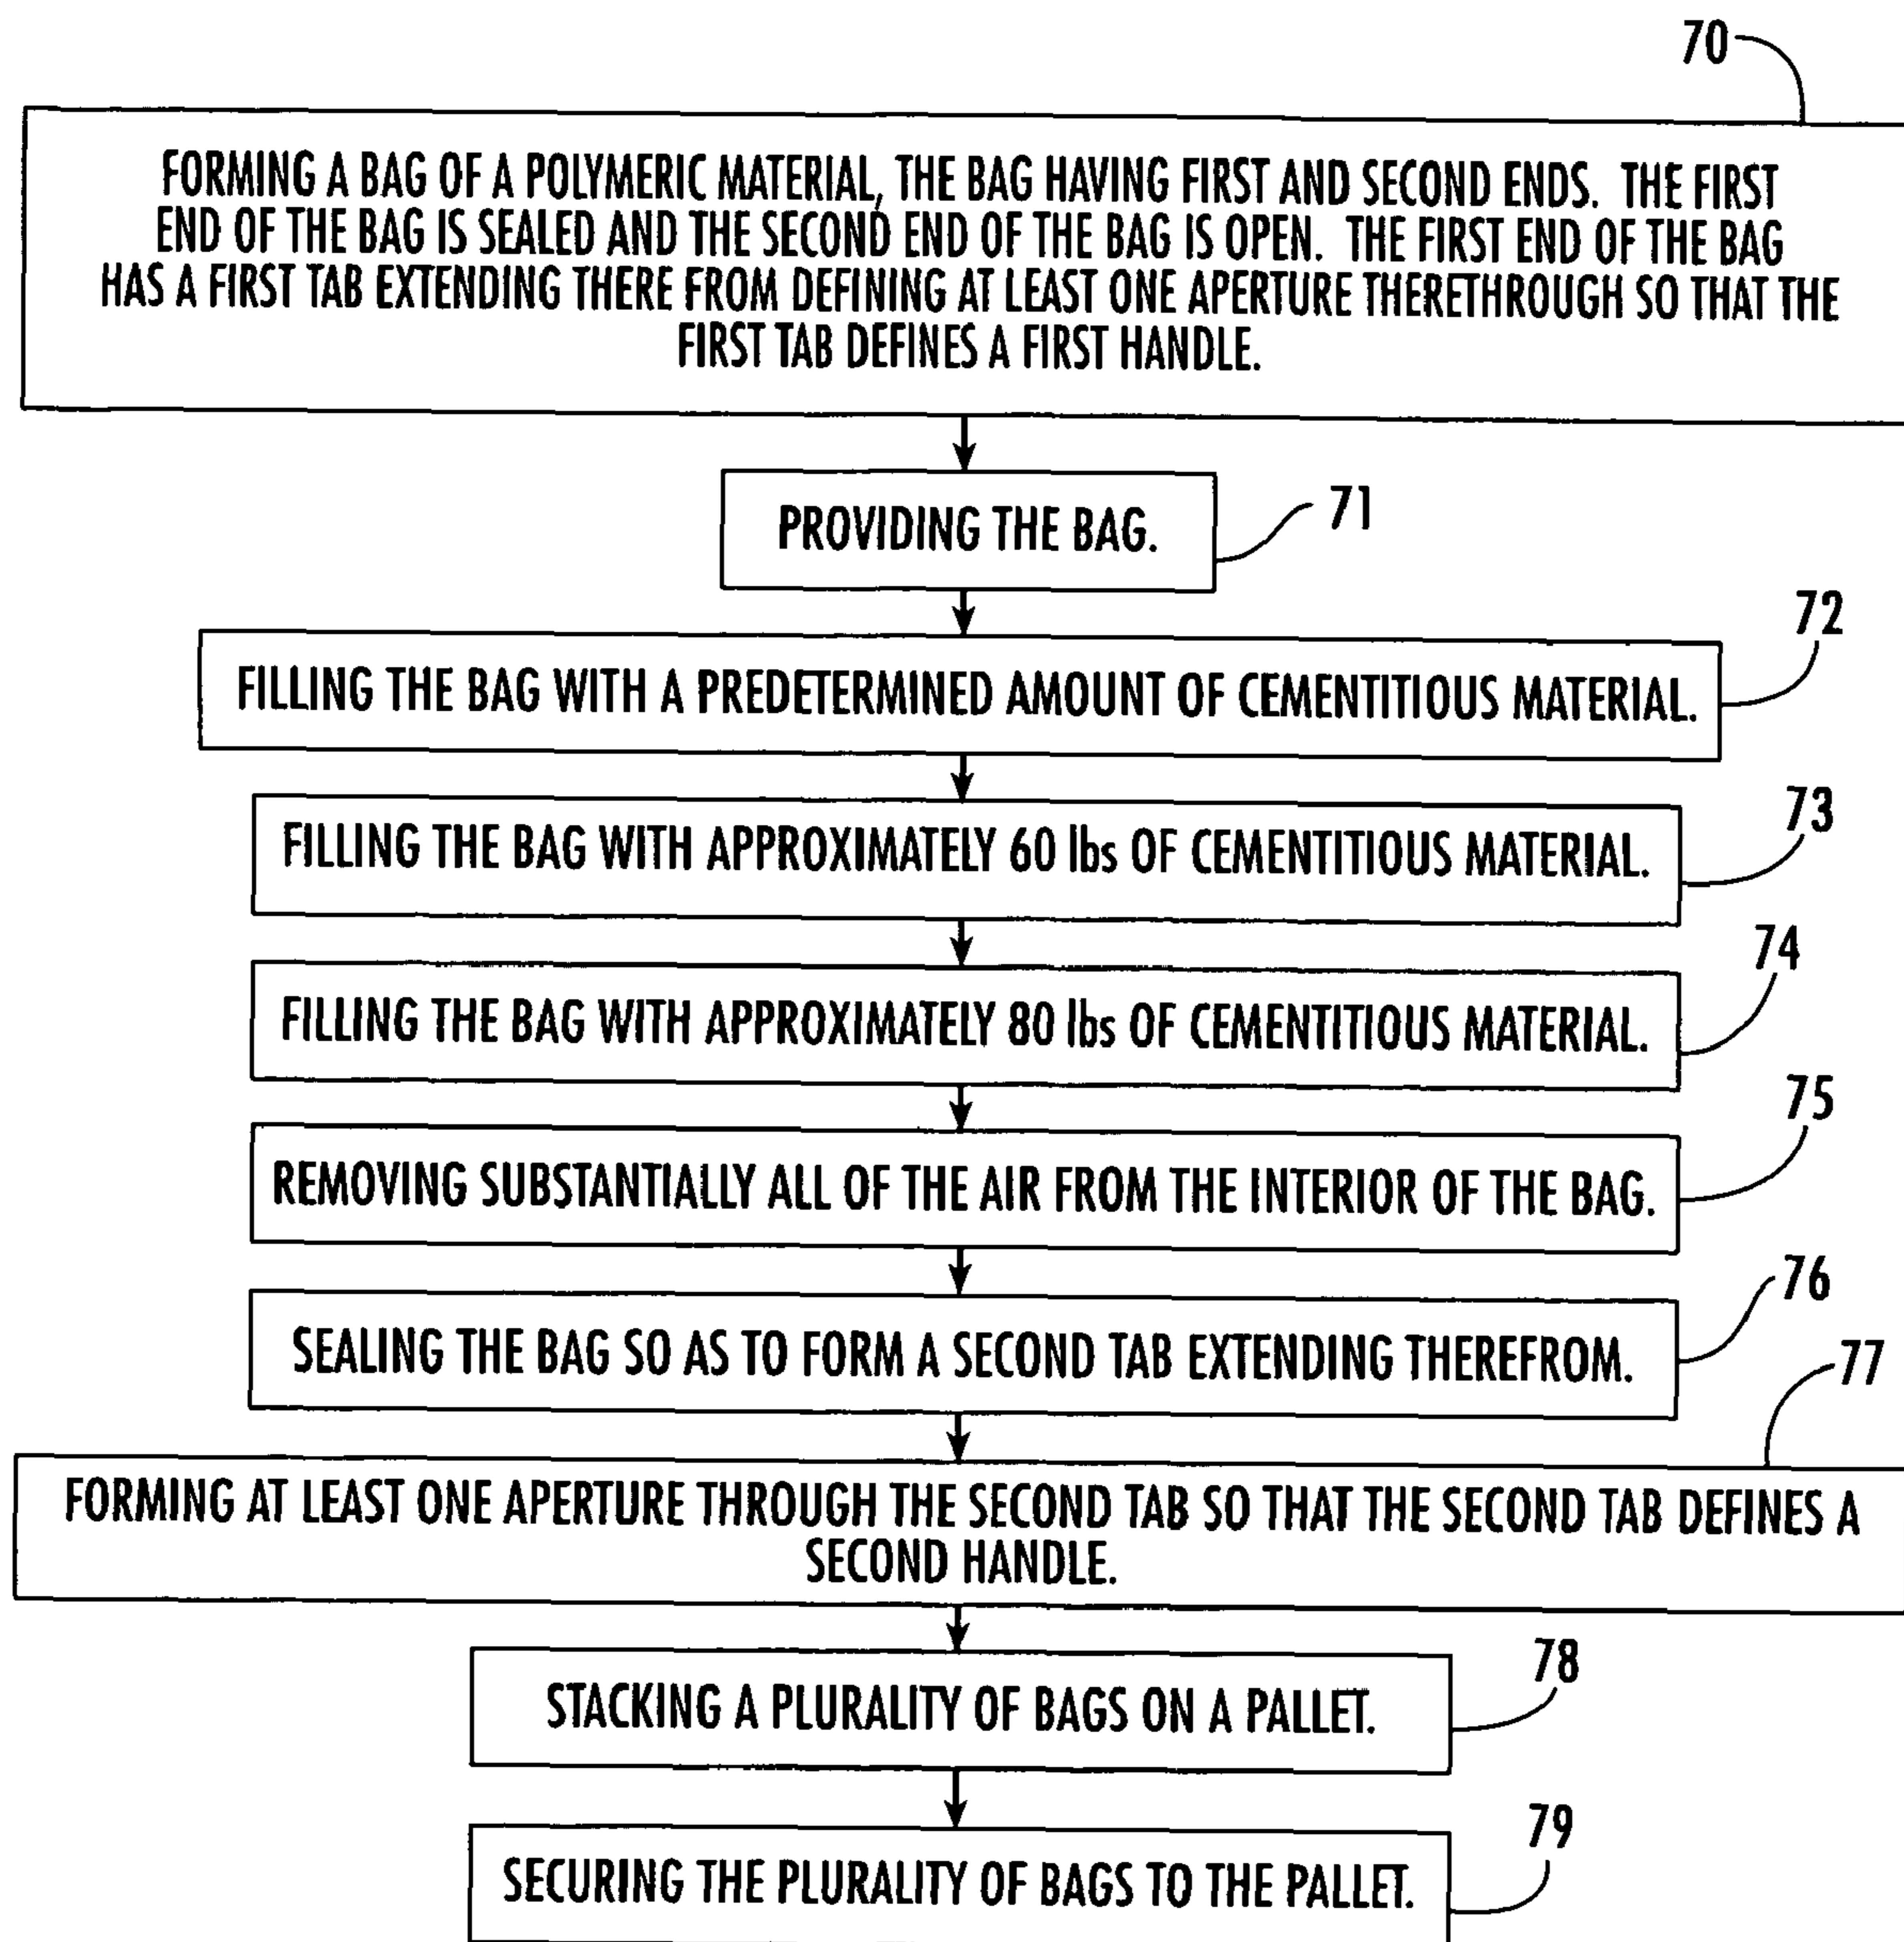 70
FORMING A BAG OF A POLYMERIC MATERIAL, THE BAG HAVING FIRST AND SECOND ENDS. THE FIRST
END OF THE BAG IS SEALED AND THE SECOND END OF THE BAG IS OPEN. THE FIRST END OF THE BAG
HAS A FIRST TAB EXTENDING THERE FROM DEFINING AT LEAST ONE APERTURE THERETHROUGH SO THAT THE
FIRST TAB DEFINES A FIRST HANDLE.
PROVIDING THE BAG.
71
72
FILLING THE BAG WITH A PREDETERMINED AMOUNT OF CEMENTITIOUS MATERIAL.
73
FILLING THE BAG WITH APPROXIMATELY 60 lbs OF CEMENTITIOUS MATERIAL.
74
FILLING THE BAG WITH APPROXIMATELY 80 lbs OF CEMENTITIOUS MATERIAL.
75
REMOVING SUBSTANTIALLY ALL OF THE AIR FROM THE INTERIOR OF THE BAG.
76
SEALING THE BAG SO AS TO FORM A SECOND TAB EXTENDING THEREFROM.
77
FORMING AT LEAST ONE APERTURE THROUGH THE SECOND TAB SO THAT THE SECOND TAB DEFINES A
SECOND HANDLE.
78
STACKING A PLURALITY OF BAGS ON A PALLET.
79
SECURING THE PLURALITY OF BAGS TO THE PALLET.